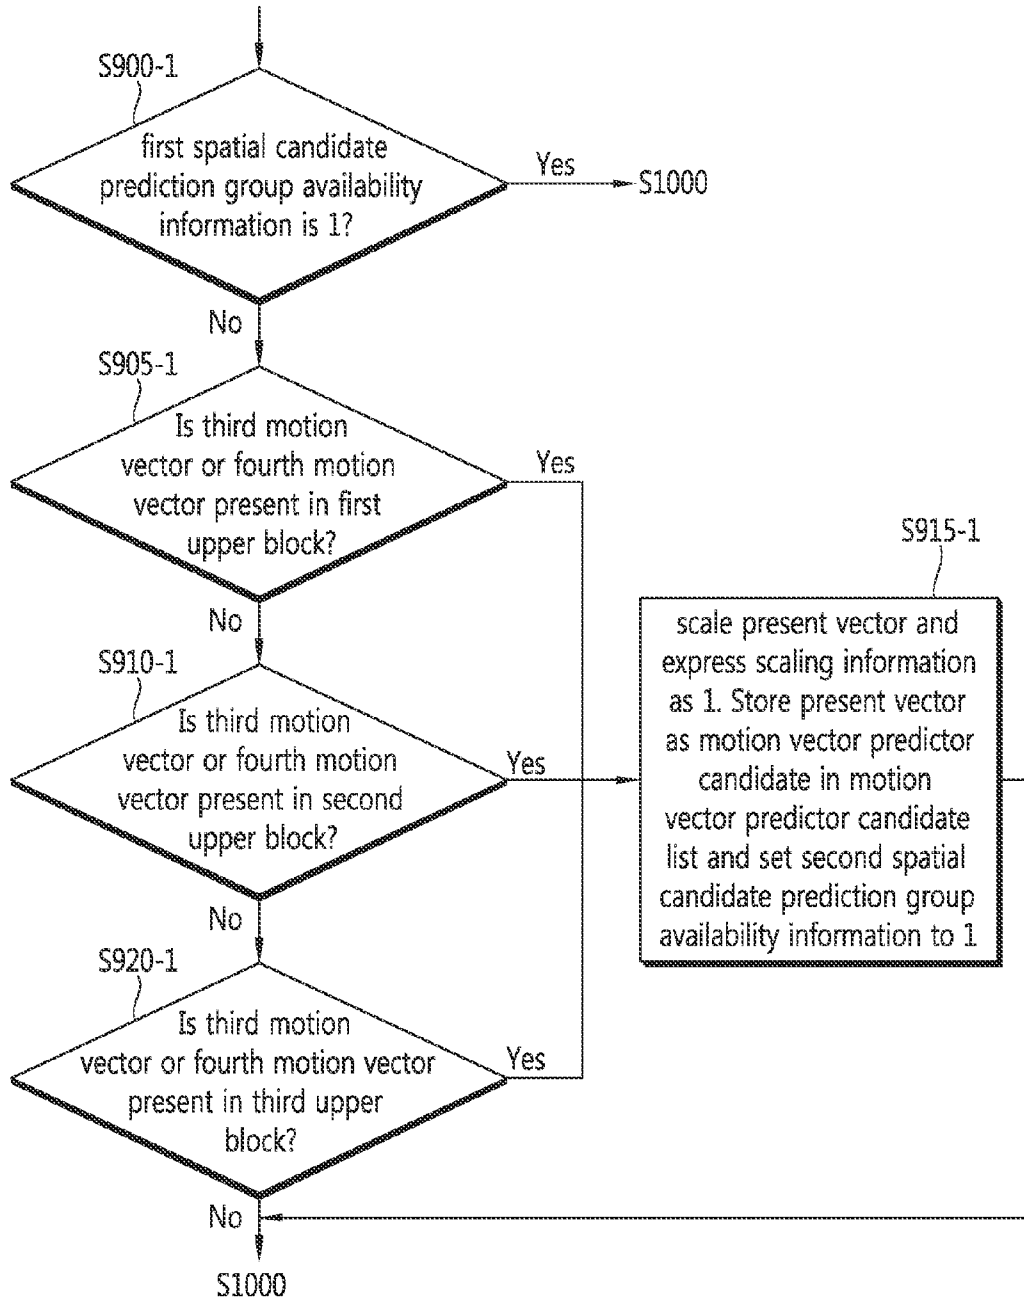 S900-1
first spatial candidate
prediction group availability
information is 1?
Yes
S1000
No
S905-1
Is third motion
vector or fourth motion
vector present in first
upper block?
Yes
No
S910-1
Is third motion
vector or fourth motion
vector present in second
upper block?
Yes
S915-1
scale present vector and
express scaling information
as 1. Store present vector
as motion vector predictor
candidate in motion
vector predictor candidate
list and set second spatial
candidate prediction group
availability information to 1
No
S920-1
Is third motion
vector or fourth motion vector
present in third upper
block?
Yes
No
S1000